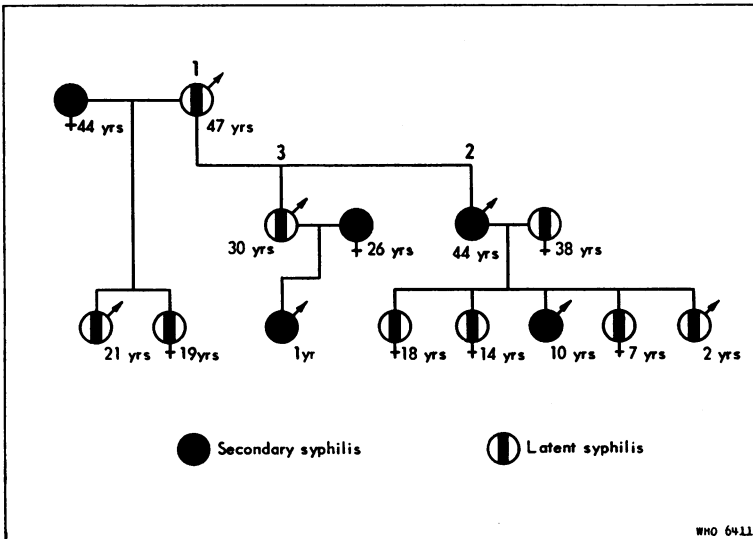 1
44 yrs
47 yrs
3
2
30 yrs
26 yrs
44 yrs
38 yrs
21 yrs
19yrs
1yr
18 yrs
14 yrs
10 yrs
7 yrs
2 yrs
Secondary syphilis
Latent syphilis
WHO 6411